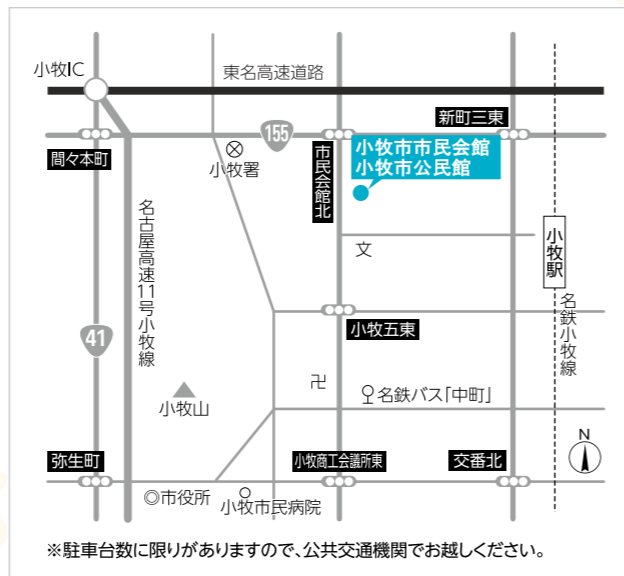 小牧IC
東名高速道路
新町三東
155
間々本町
小牧署
市民会館北
小牧市市民会館
小牧市公民館
名古屋高速11号小牧線
文
小牧駅
名鉄小牧線
41
小牧五東
小牧山
卍
名鉄バス「中町」
N
弥生町
小牧商工会議所東
交番北
◎市役所
小牧市民病院
※駐車台数に限りがありますので、公共交通機関でお越しください。